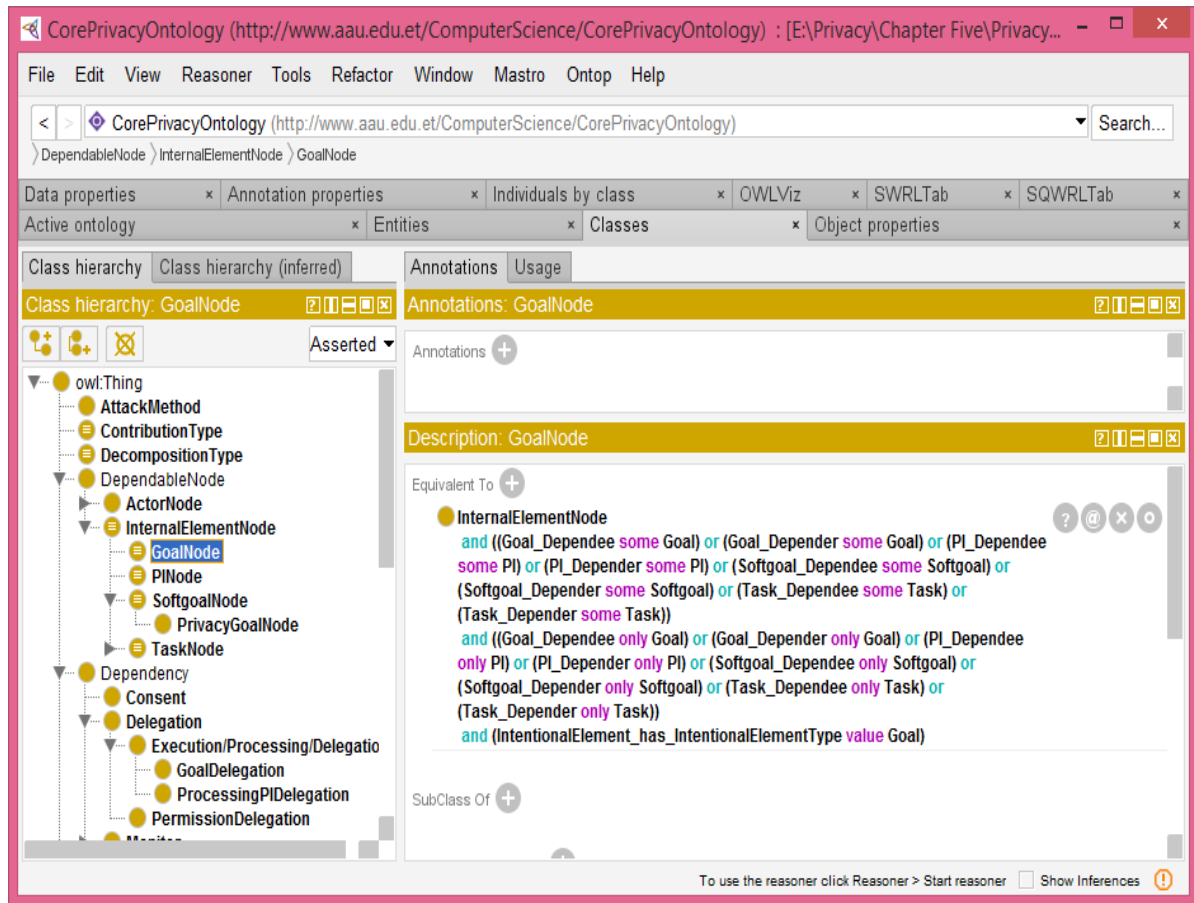 CorePrivacyOntology (http://www.aau.edu.et/ComputerScience/CorePrivacyOntology) : [E:\Privacy\Chapter Five\Privacy...
File Edit View Reasoner Tools Refactor Window Mastro Ontop Help
< > CorePrivacyOntology (http://www.aau.edu.et/ComputerScience/CorePrivacyOntology) Search...
〉DependableNode 〉InternalElementNode 〉GoalNode
Data properties × Annotation properties × Individuals by class × OWLViz × SWRLTab × SQWRLTab ×
Active ontology × Entities × Classes × Object properties ×
Class hierarchy Class hierarchy (inferred)
Class hierarchy: GoalNode
Asserted
owl:Thing
AttackMethod
ContributionType
DecompositionType
DependableNode
ActorNode
InternalElementNode
GoalNode
PINode
SoftgoalNode
PrivacyGoalNode
TaskNode
Dependency
Consent
Delegation
Execution/Processing/Delegatio
GoalDelegation
ProcessingPIDelegation
PermissionDelegation
Annotations Usage
Annotations: GoalNode
Annotations
Description: GoalNode
Equivalent To
InternalElementNode
and ((Goal_Dependee some Goal) or (Goal_Depender some Goal) or (PI_Dependee
some PI) or (PI_Depender some PI) or (Softgoal_Dependee some Softgoal) or
(Softgoal_Depender some Softgoal) or (Task_Dependee some Task) or
(Task_Depender some Task))
and ((Goal_Dependee only Goal) or (Goal_Depender only Goal) or (PI_Dependee
only PI) or (PI_Depender only PI) or (Softgoal_Dependee only Softgoal) or
(Softgoal_Depender only Softgoal) or (Task_Dependee only Task) or
(Task_Depender only Task))
and (IntentionalElement_has_IntentionalElementType value Goal)
SubClass Of
To use the reasoner click Reasoner > Start reasoner Show Inferences